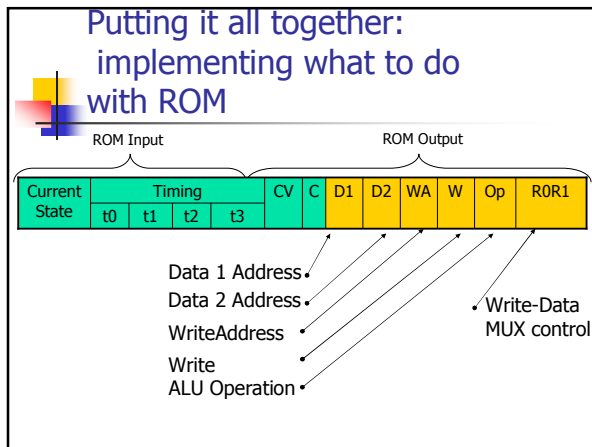 Putting it all together:
implementing what to do
with ROM
ROM Input
ROM Output
Current State
Timing
t0 t1 t2 t3
CV C D1 D2 WA W Op R0R1
Data 1 Address
Data 2 Address
WriteAddress
Write
ALU Operation
Write-Data
MUX control